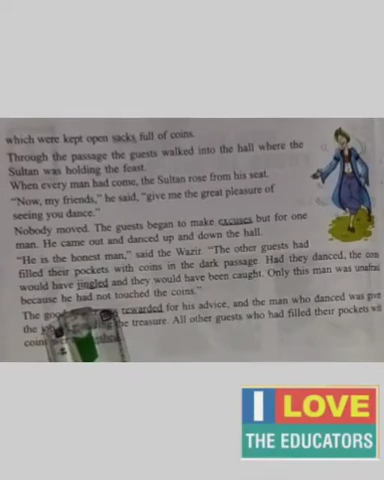 which were kept open sacks full of coins.
Through the passage the guests walked into the hall where the
Sultan was holding the feast.
When every man had come, the Sultan rose from his seat.
"Now, my friends," he said, "give me the great pleasure of
seeing you dance."
Nobody moved. The guests began to make excuses but for one
man. He came out and danced up and down the hall.
"He is the honest man," said the Wazir. "The other guests had
filled their pockets with coins in the dark passage. Had they danced, the coins
would have jingled and they would have been caught. Only this man was
because he had not touched the coins."
The rewarded for his advice, and the man who danced was
the the treasure. All other guests who had filled their pockets
coins
I LOVE
THE EDUCATORS